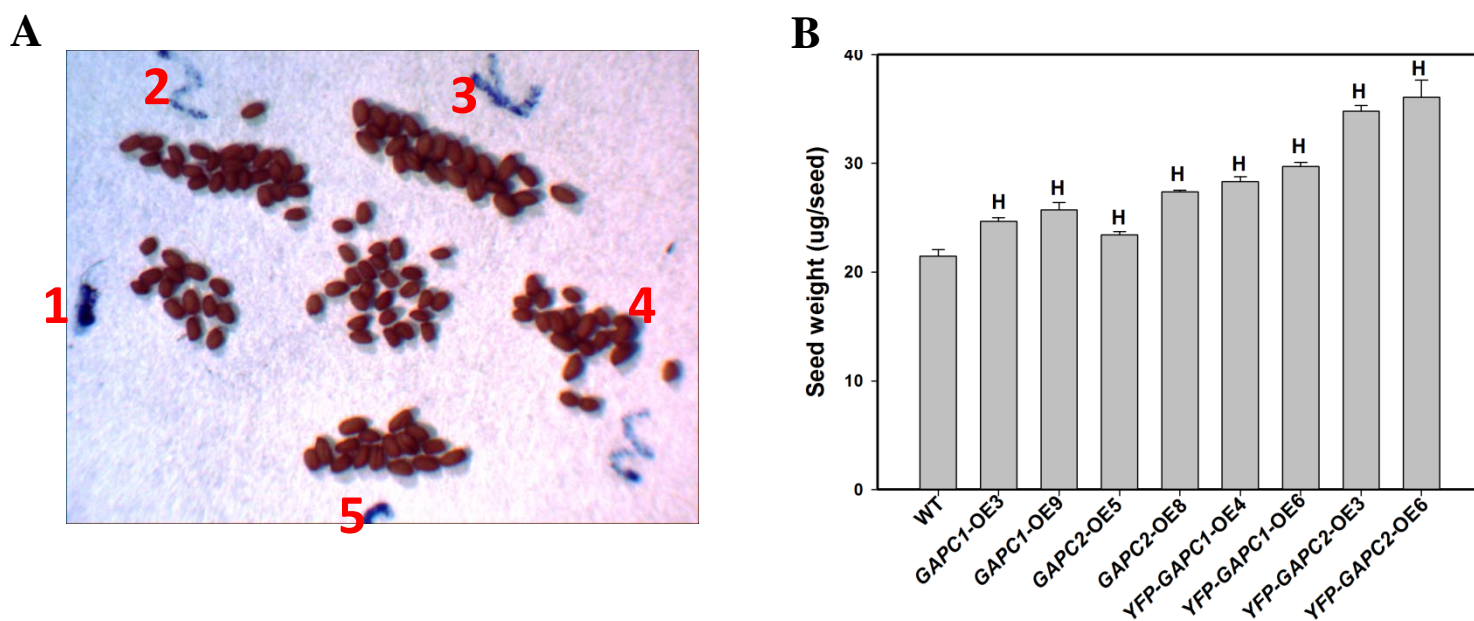 A
2
3
1
4
5
B
Seed weight (ug/seed)
40
30
20
10
0
H
H
H
H
H
H
H
H
WT
GAPC1-OE3
GAPC1-OE9
GAPC2-OE5
GAPC2-OE8
YFP-GAPC1-OE4
YFP-GAPC1-OE6
YFP-GAPC2-OE3
YFP-GAPC2-OE6